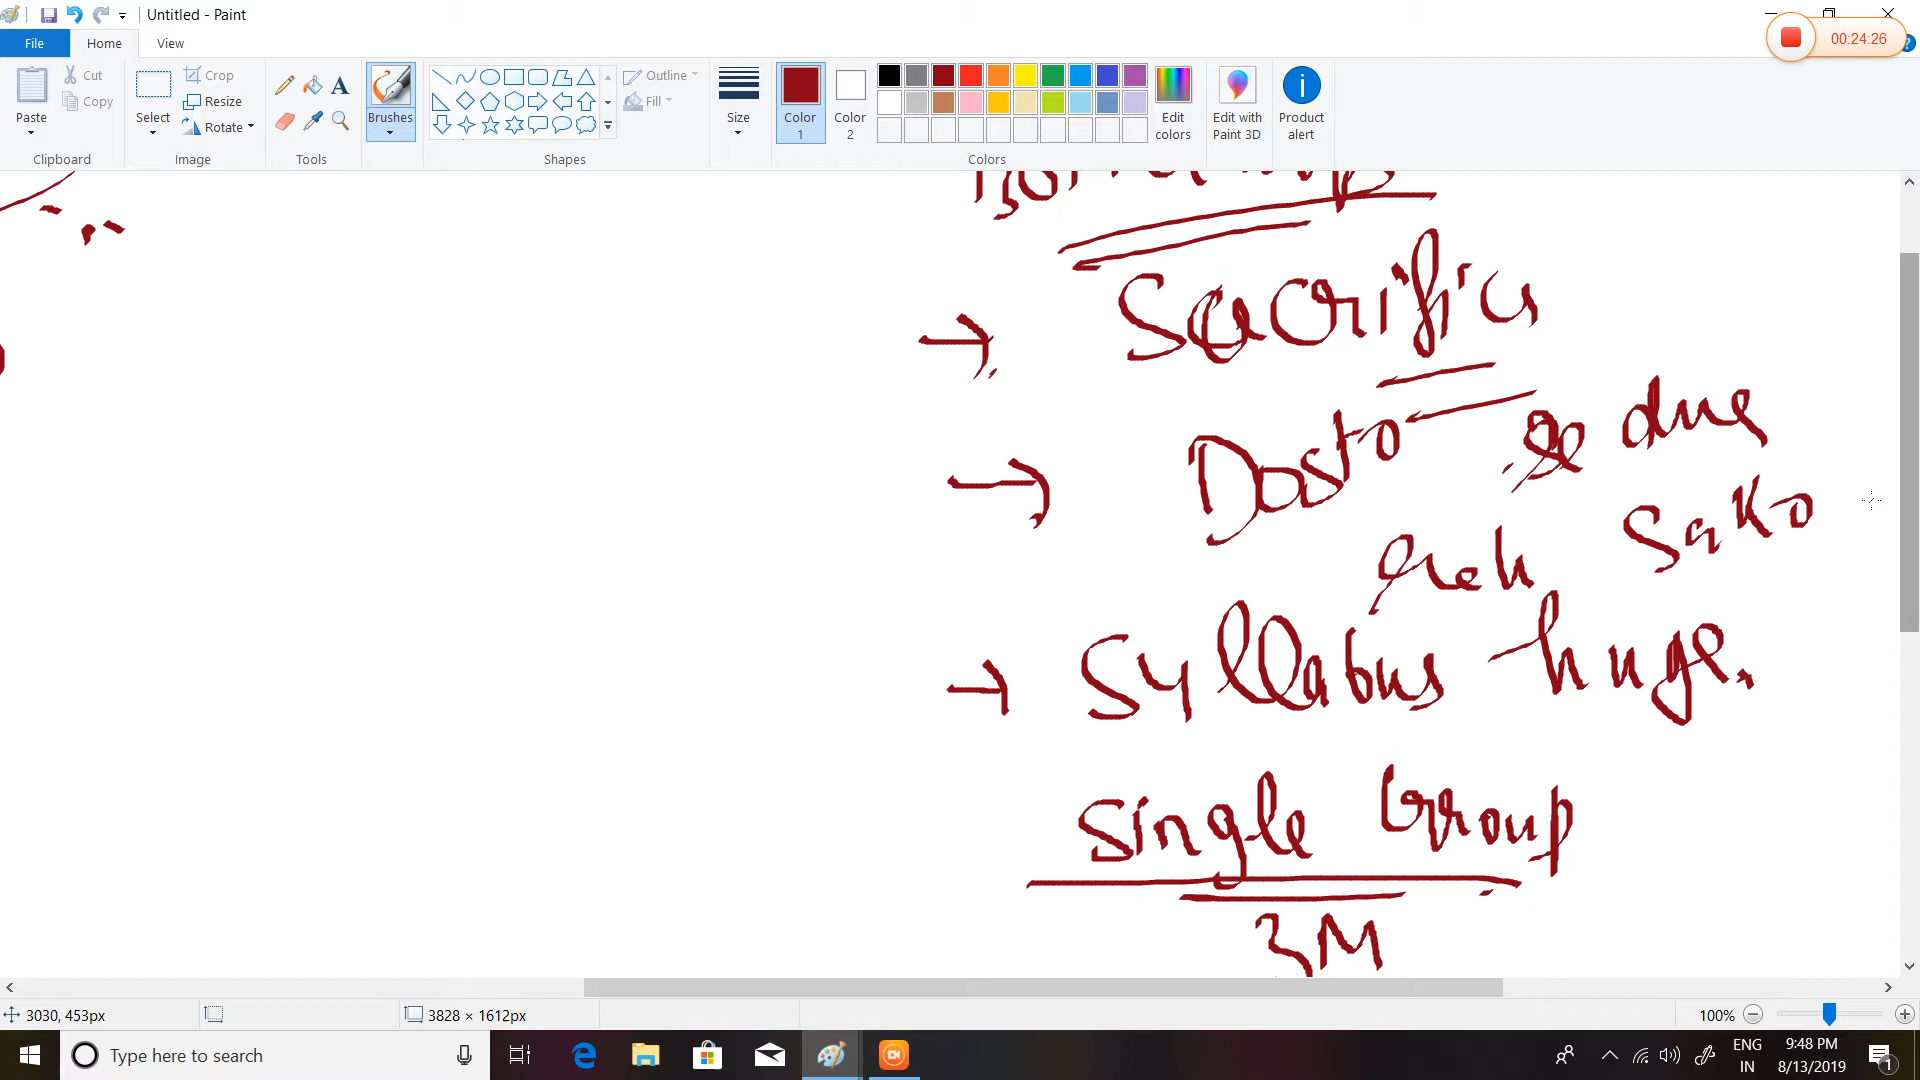 Untitled - Paint
00:24:26
File Home View
Cut
Copy
Paste
Clipboard
Select
Crop
Resize
Rotate
Image
Tools
Brushes
Shapes
Outline
Fill
Size
Color 1
Color 2
Colors
Edit colors
Edit with Paint 3D
Product alert
→ Sacrifice
→ Dosto se due
reh Sako
→ Syllabus huge.
Single Group
3M
3030, 453px
3828 × 1612px
100%
Type here to search
ENG
IN
9:48 PM
8/13/2019
1